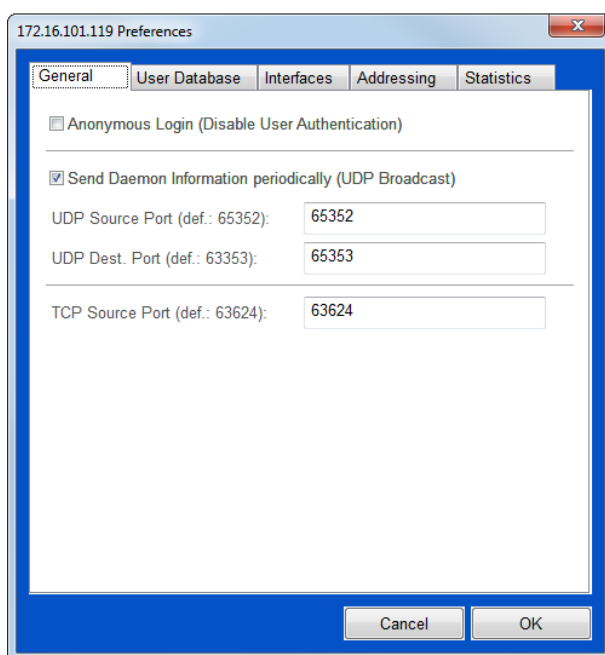 172.16.101.119 Preferences
General User Database Interfaces Addressing Statistics
Anonymous Login (Disable User Authentication)
Send Daemon Information periodically (UDP Broadcast)
UDP Source Port (def.: 65352): 65352
UDP Dest. Port (def.: 63353): 65353
TCP Source Port (def.: 63624): 63624
Cancel OK